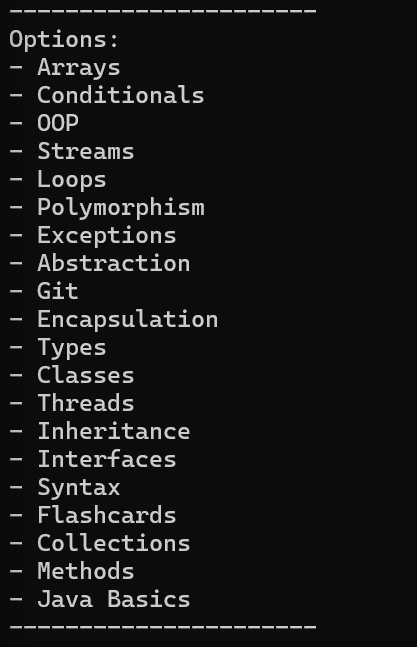 ----------------------
Options:
- Arrays
- Conditionals
- OOP
- Streams
- Loops
- Polymorphism
- Exceptions
- Abstraction
- Git
- Encapsulation
- Types
- Classes
- Threads
- Inheritance
- Interfaces
- Syntax
- Flashcards
- Collections
- Methods
- Java Basics
----------------------